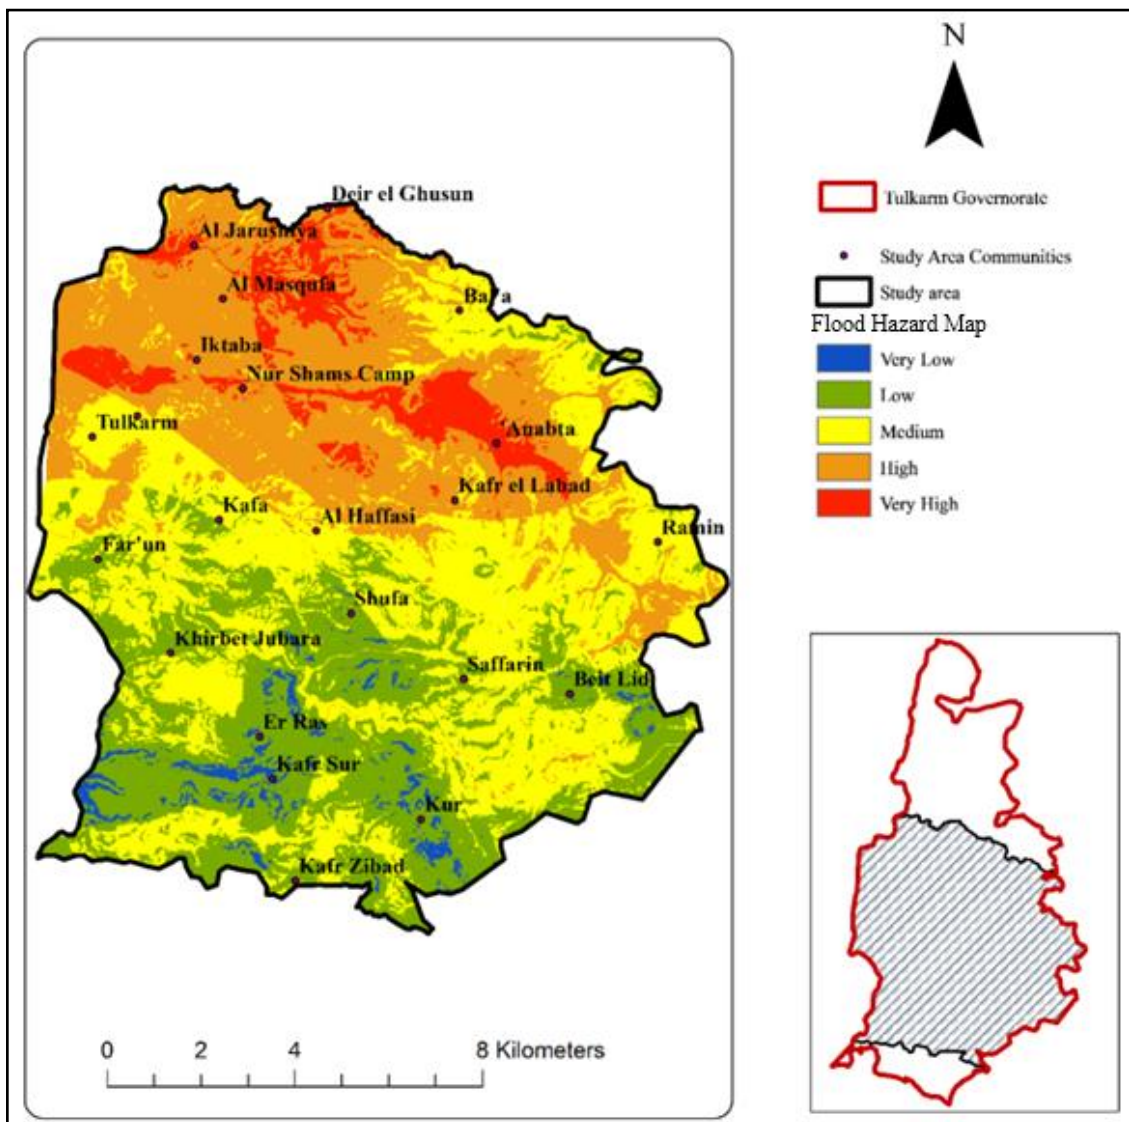 N
Deir el Ghusun
Al Jarushiya
Al Masqufa
Bal'a
Iktaba
Nur Shams Camp
Tulkarm
'Anabta
Kafr el Labad
Kafa
Al Haffasi
Ramin
Far'un
Shufa
Khirbet Jubara
Saffarin
Beit Lid
Er Ras
Kafr Sur
Kur
Kafr Zibad
0 2 4 8 Kilometers
Tulkarm Governorate
Study Area Communities
Study area
Flood Hazard Map
Very Low
Low
Medium
High
Very High